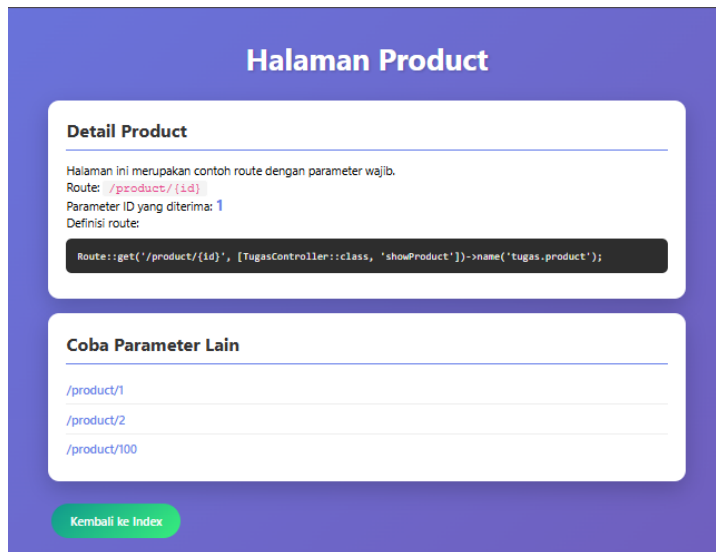 Halaman Product
Detail Product
Halaman ini merupakan contoh route dengan parameter wajib.
Route: /product/{id}
Parameter ID yang diterima: 1
Definisi route:
Route::get('/product/{id}', [TugasController::class, 'showProduct'])->name('tugas.product');
Coba Parameter Lain
/product/1
/product/2
/product/100
Kembali ke Index